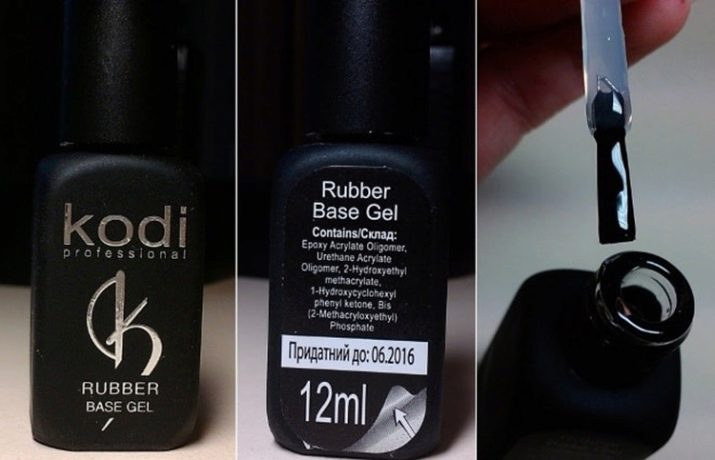 kodi
professional
RUBBER
BASE GEL
Rubber
Base Gel
Contains/Склад:
Epoxy Acrylate Oligomer,
Urethane Acrylate
Oligomer, 2-Hydroxyethyl
methacrylate,
1-Hydroxycyclohexyl
phenyl ketone, Bis
(2-Methacryloxyethyl)
Phosphate
Придатний до: 06.2016
12ml